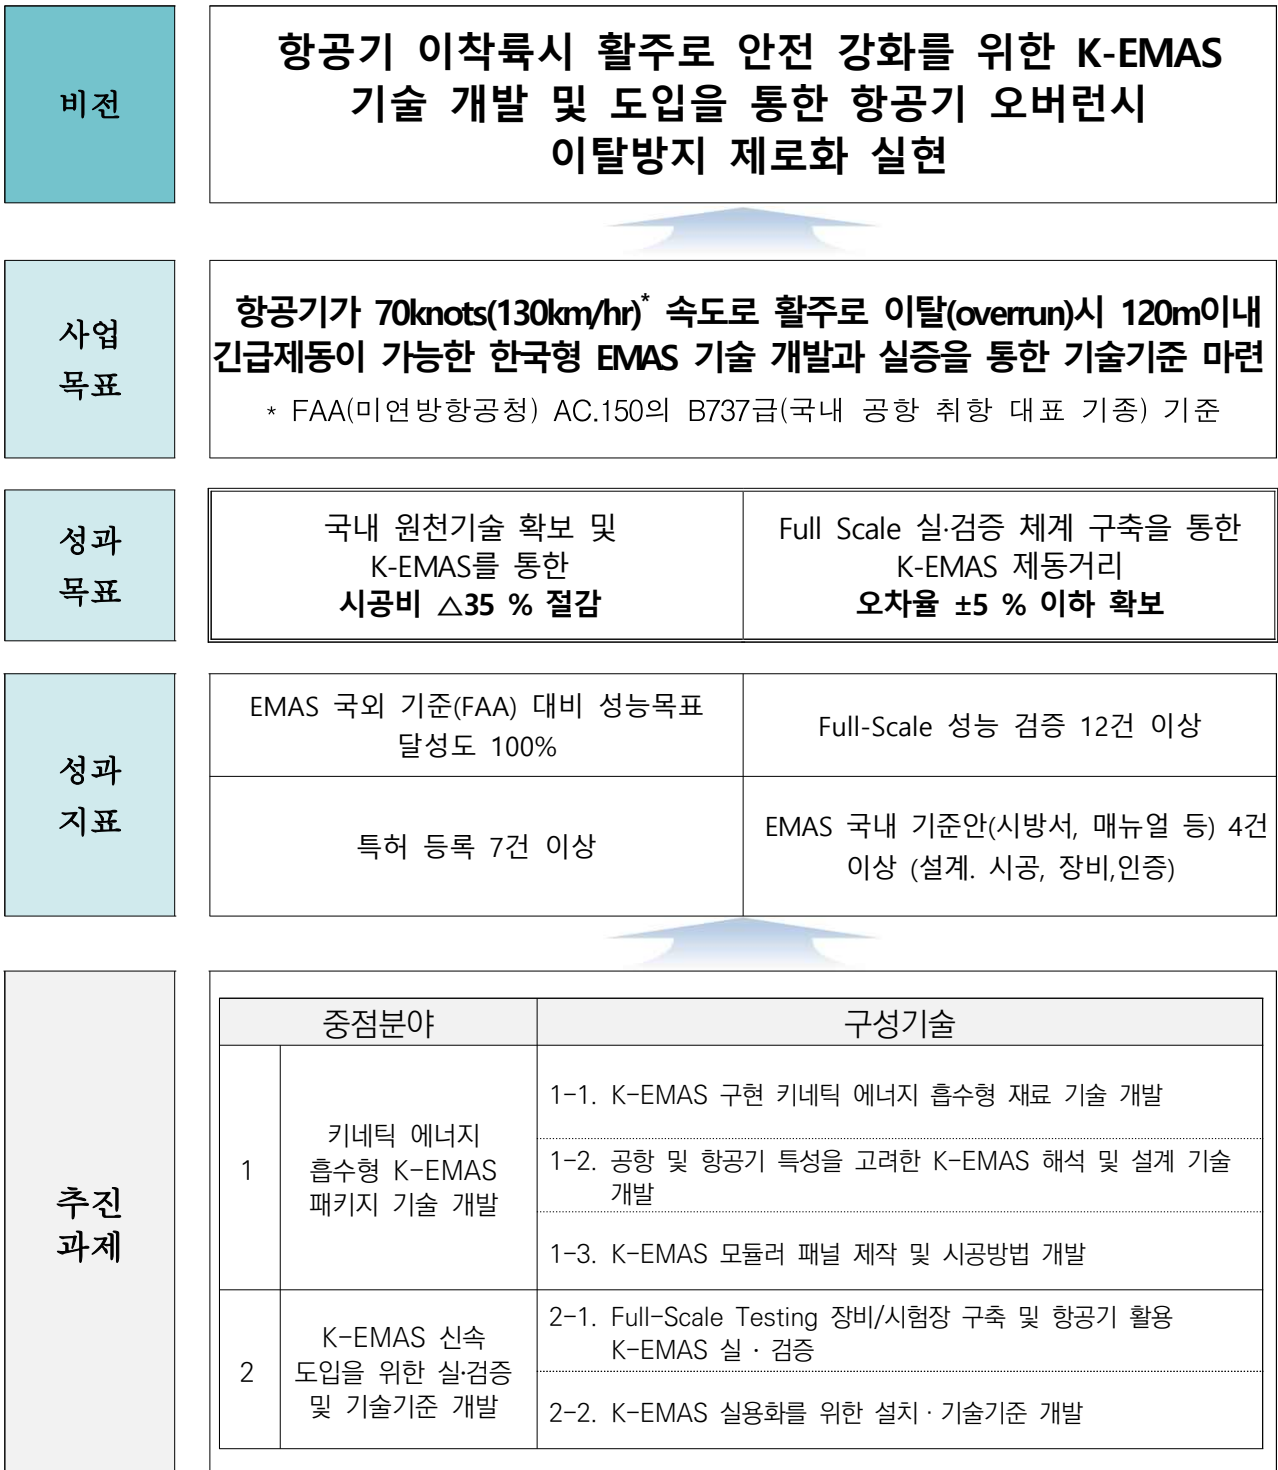 비전
항공기 이착륙시 활주로 안전 강화를 위한 K-EMAS
기술 개발 및 도입을 통한 항공기 오버런시
이탈방지 제로화 실현
사업
목표
항공기가 70knots(130km/hr)* 속도로 활주로 이탈(overrun)시 120m이내
긴급제동이 가능한 한국형 EMAS 기술 개발과 실증을 통한 기술기준 마련
* FAA(미연방항공청) AC.150의 B737급(국내 공항 취항 대표 기종) 기준
성과
목표
국내 원천기술 확보 및
K-EMAS를 통한
시공비 △35 % 절감
Full Scale 실·검증 체계 구축을 통한
K-EMAS 제동거리
오차율 ±5 % 이하 확보
성과
지표
EMAS 국외 기준(FAA) 대비 성능목표
달성도 100%
Full-Scale 성능 검증 12건 이상
특허 등록 7건 이상
EMAS 국내 기준안(시방서, 매뉴얼 등) 4건
이상 (설계. 시공, 장비,인증)
추진
과제
중점분야
구성기술
1
키네틱 에너지
흡수형 K-EMAS
패키지 기술 개발
1-1. K-EMAS 구현 키네틱 에너지 흡수형 재료 기술 개발
1-2. 공항 및 항공기 특성을 고려한 K-EMAS 해석 및 설계 기술
개발
1-3. K-EMAS 모듈러 패널 제작 및 시공방법 개발
2
K-EMAS 신속
도입을 위한 실·검증
및 기술기준 개발
2-1. Full-Scale Testing 장비/시험장 구축 및 항공기 활용
K-EMAS 실 · 검증
2-2. K-EMAS 실용화를 위한 설치 · 기술기준 개발